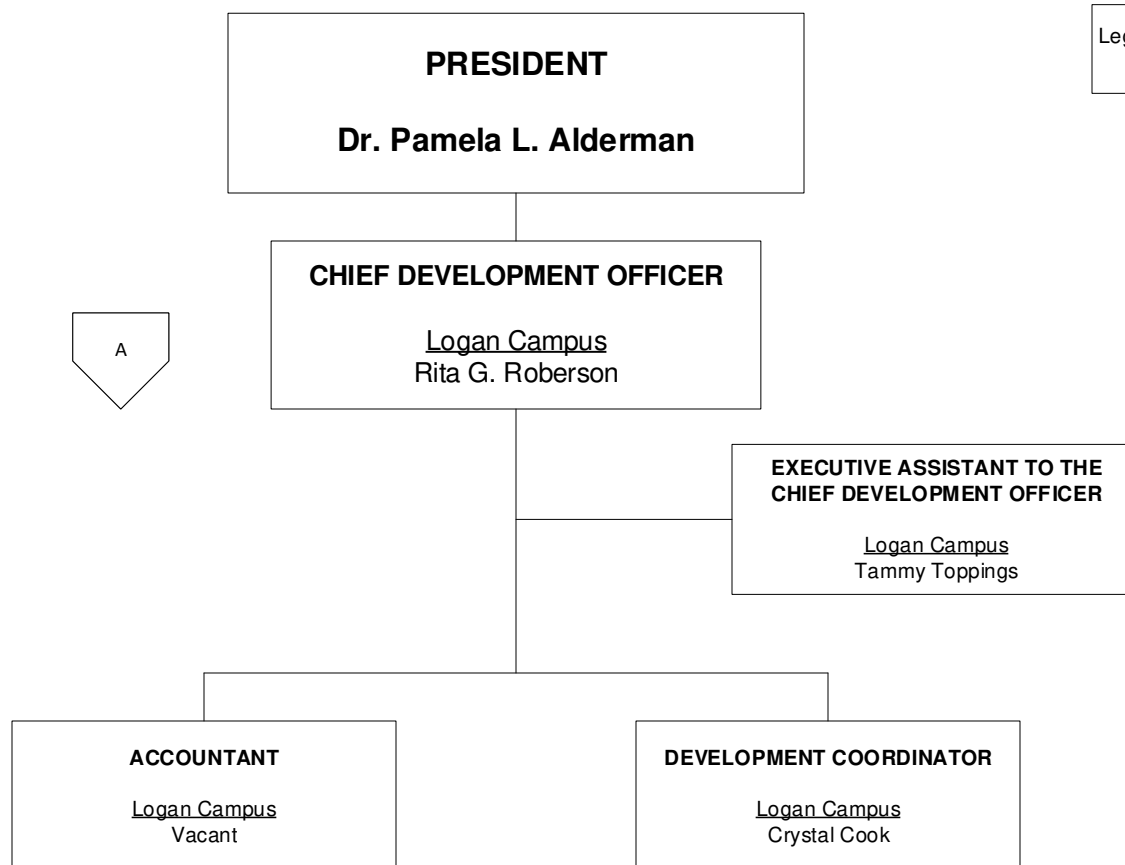 PRESIDENT
Dr. Pamela L. Alderman
CHIEF DEVELOPMENT OFFICER
Logan Campus
Rita G. Roberson
A
EXECUTIVE ASSISTANT TO THE
CHIEF DEVELOPMENT OFFICER
Logan Campus
Tammy Toppings
ACCOUNTANT
Logan Campus
Vacant
DEVELOPMENT COORDINATOR
Logan Campus
Crystal Cook